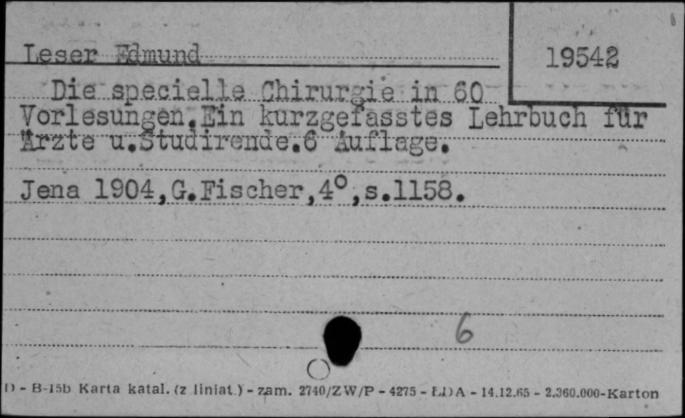 Leser Edmund
19542
Die specielle Chirurgie in 60
Vorlesungen.Ein kurzgefasstes Lehrbuch für
Ärzte u.Studirende.6 Auflage.
Jena 1904,G.Fischer,4°,s.1158.
6
D - B-15b Karta katal. (z liniat.) - zam. 2740/ZW/P - 4275 - ŁDA - 14.12.65 - 2.360.000-Karton